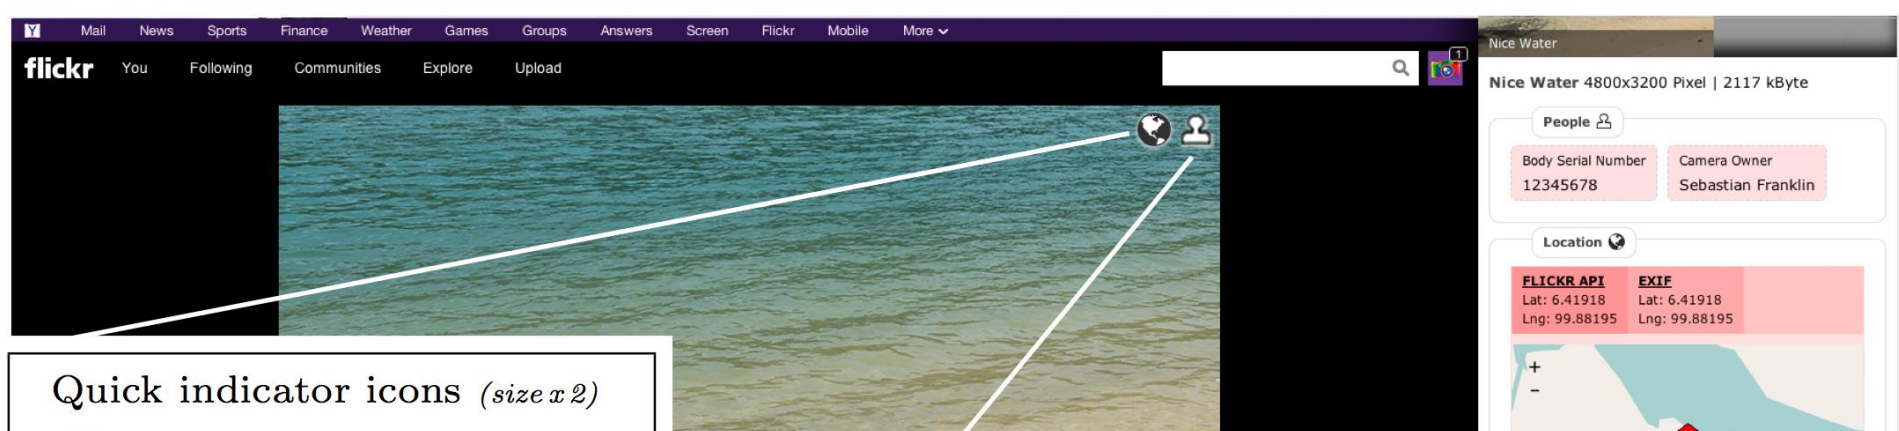 Y Mail News Sports Finance Weather Games Groups Answers Screen Flickr Mobile More
flickr You Following Communities Explore Upload
1
Quick indicator icons (size x 2)
Nice Water
Nice Water 4800x3200 Pixel | 2117 kByte
People
Body Serial Number
12345678
Camera Owner
Sebastian Franklin
Location
FLICKR API
Lat: 6.41918
Lng: 99.88195
EXIF
Lat: 6.41918
Lng: 99.88195
+
−